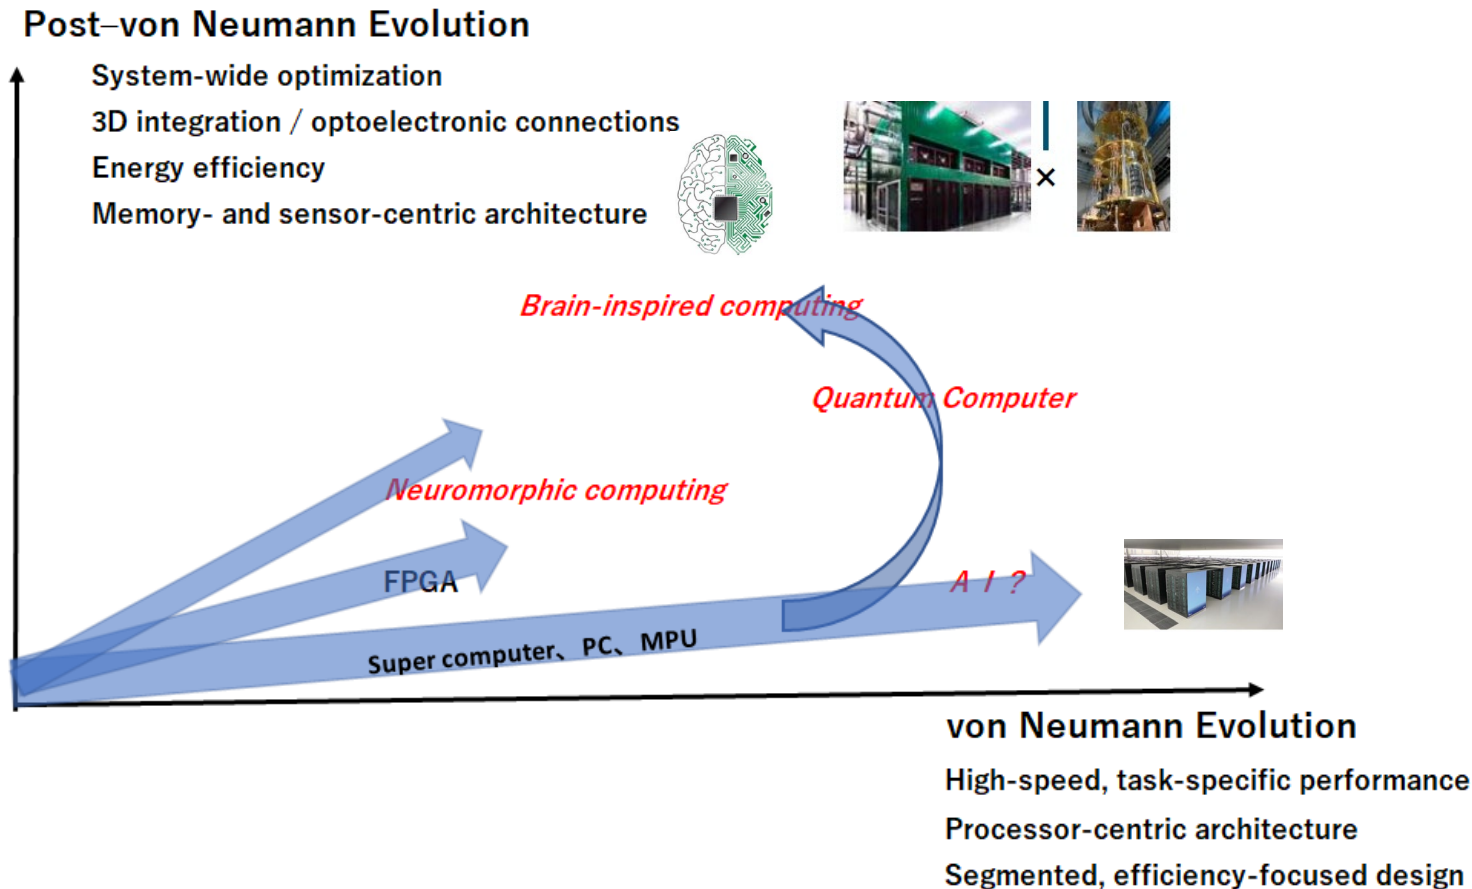 Post–von Neumann Evolution
System-wide optimization
3D integration / optoelectronic connections
Energy efficiency
Memory- and sensor-centric architecture
×
Brain-inspired computing
Quantum Computer
Neuromorphic computing
FPGA
A I ?
Super computer、PC、MPU
von Neumann Evolution
High-speed, task-specific performance
Processor-centric architecture
Segmented, efficiency-focused design